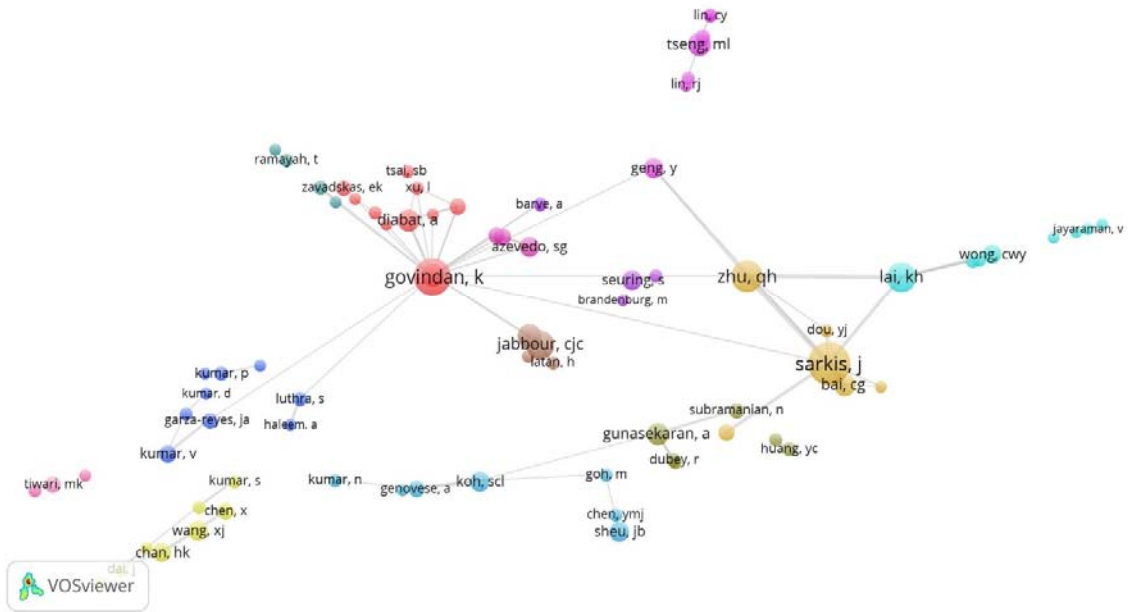 lin, cy
tseng, ml
lin, rj
ramayah, t
tsai, sb
geng, y
zavadskas, ek
xu, l
barve, a
diabat, a
jayaraman, v
azevedo, sg
wong, cwy
govindan, k
seuring, s
zhu, qh
lai, kh
brandenburg, m
dou, yj
jabbour, cjc
latan, h
sarkis, j
kumar, p
bai, cg
kumar, d
luthra, s
subramanian, n
garza-reyes, ja
haleem, a
gunasekaran, a
huang, yc
kumar, v
dubey, r
tiwari, mk
kumar, s
kumar, n
genovese, a
koh, scl
goh, m
chen, x
chen, ymj
wang, xj
sheu, jb
chan, hk
dai, j
VOSviewer